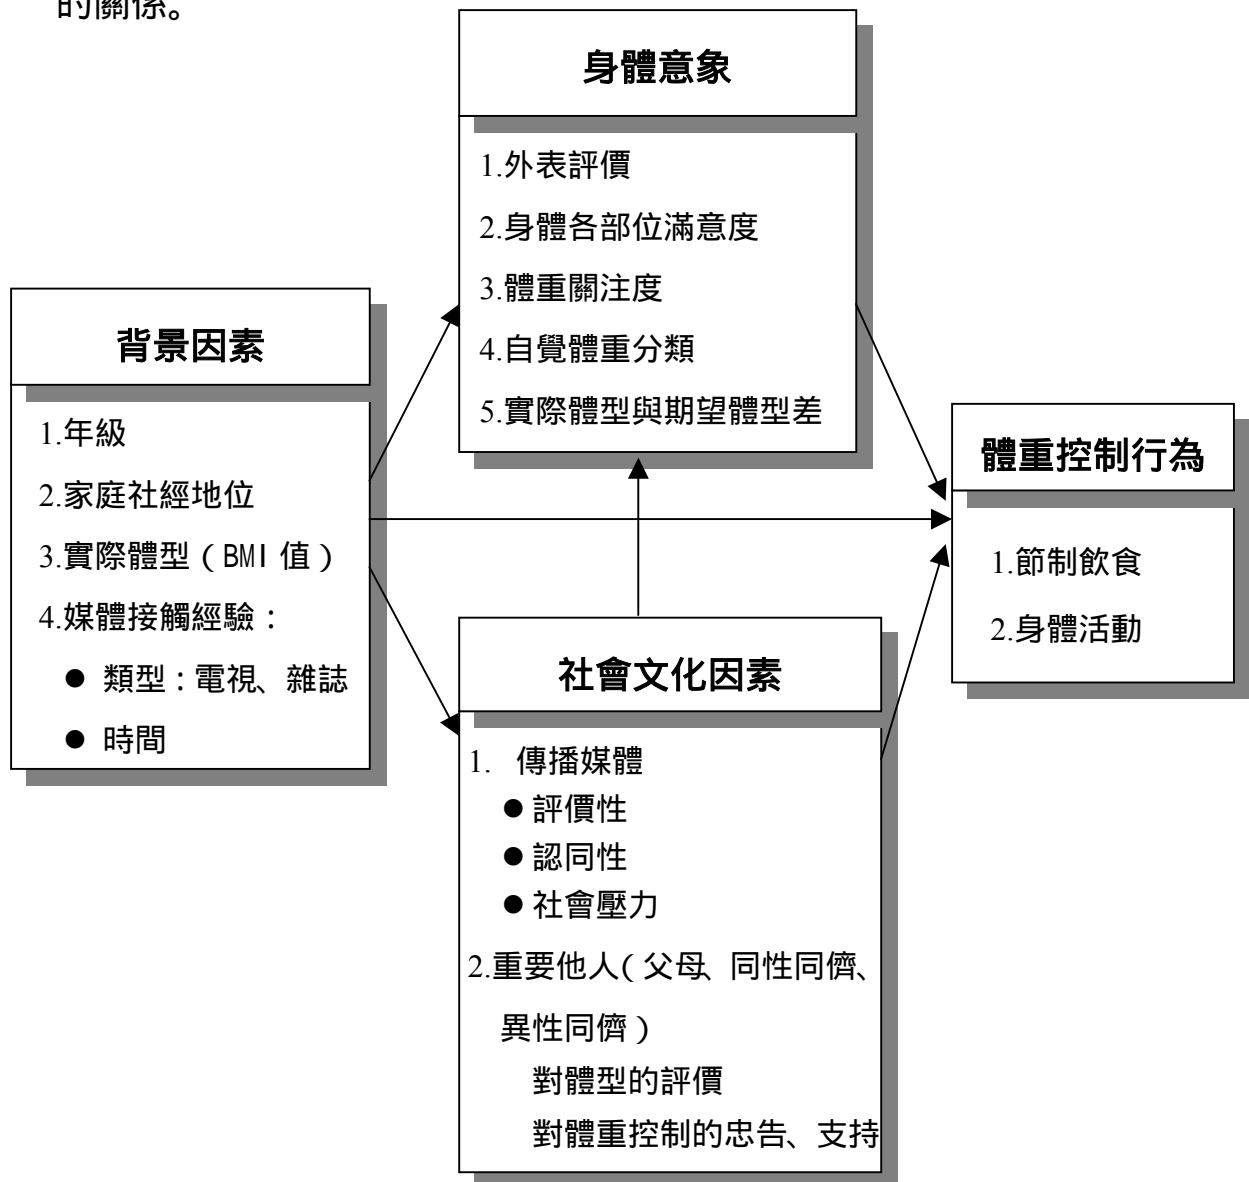 的關係。
身體意象
1.外表評價
2.身體各部位滿意度
3.體重關注度
4.自覺體重分類
5.實際體型與期望體型差
背景因素
1.年級
2.家庭社經地位
3.實際體型（BMI 值）
4.媒體接觸經驗：
● 類型：電視、雜誌
● 時間
體重控制行為
1.節制飲食
2.身體活動
社會文化因素
1. 傳播媒體
●評價性
●認同性
●社會壓力
2.重要他人（父母、同性同儕、
異性同儕）
對體型的評價
對體重控制的忠告、支持